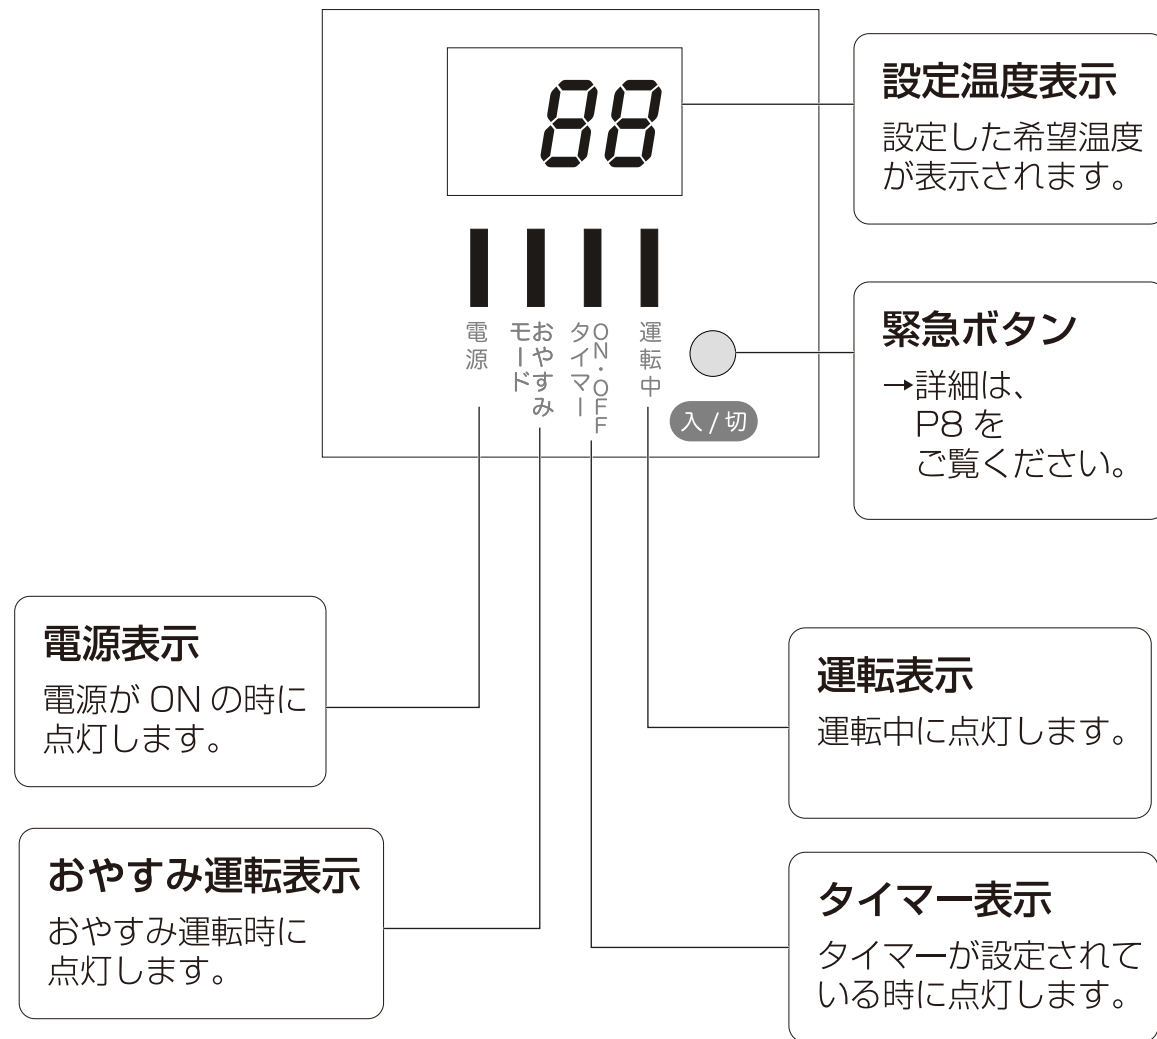 88
設定温度表示
設定した希望温度
が表示されます。
電源
おやすみ
モード
ON・OFF
タイマー
運転中
入/切
緊急ボタン
→詳細は、
P8 を
ご覧ください。
電源表示
電源が ON の時に
点灯します。
運転表示
運転中に点灯します。
おやすみ運転表示
おやすみ運転時に
点灯します。
タイマー表示
タイマーが設定されて
いる時に点灯します。